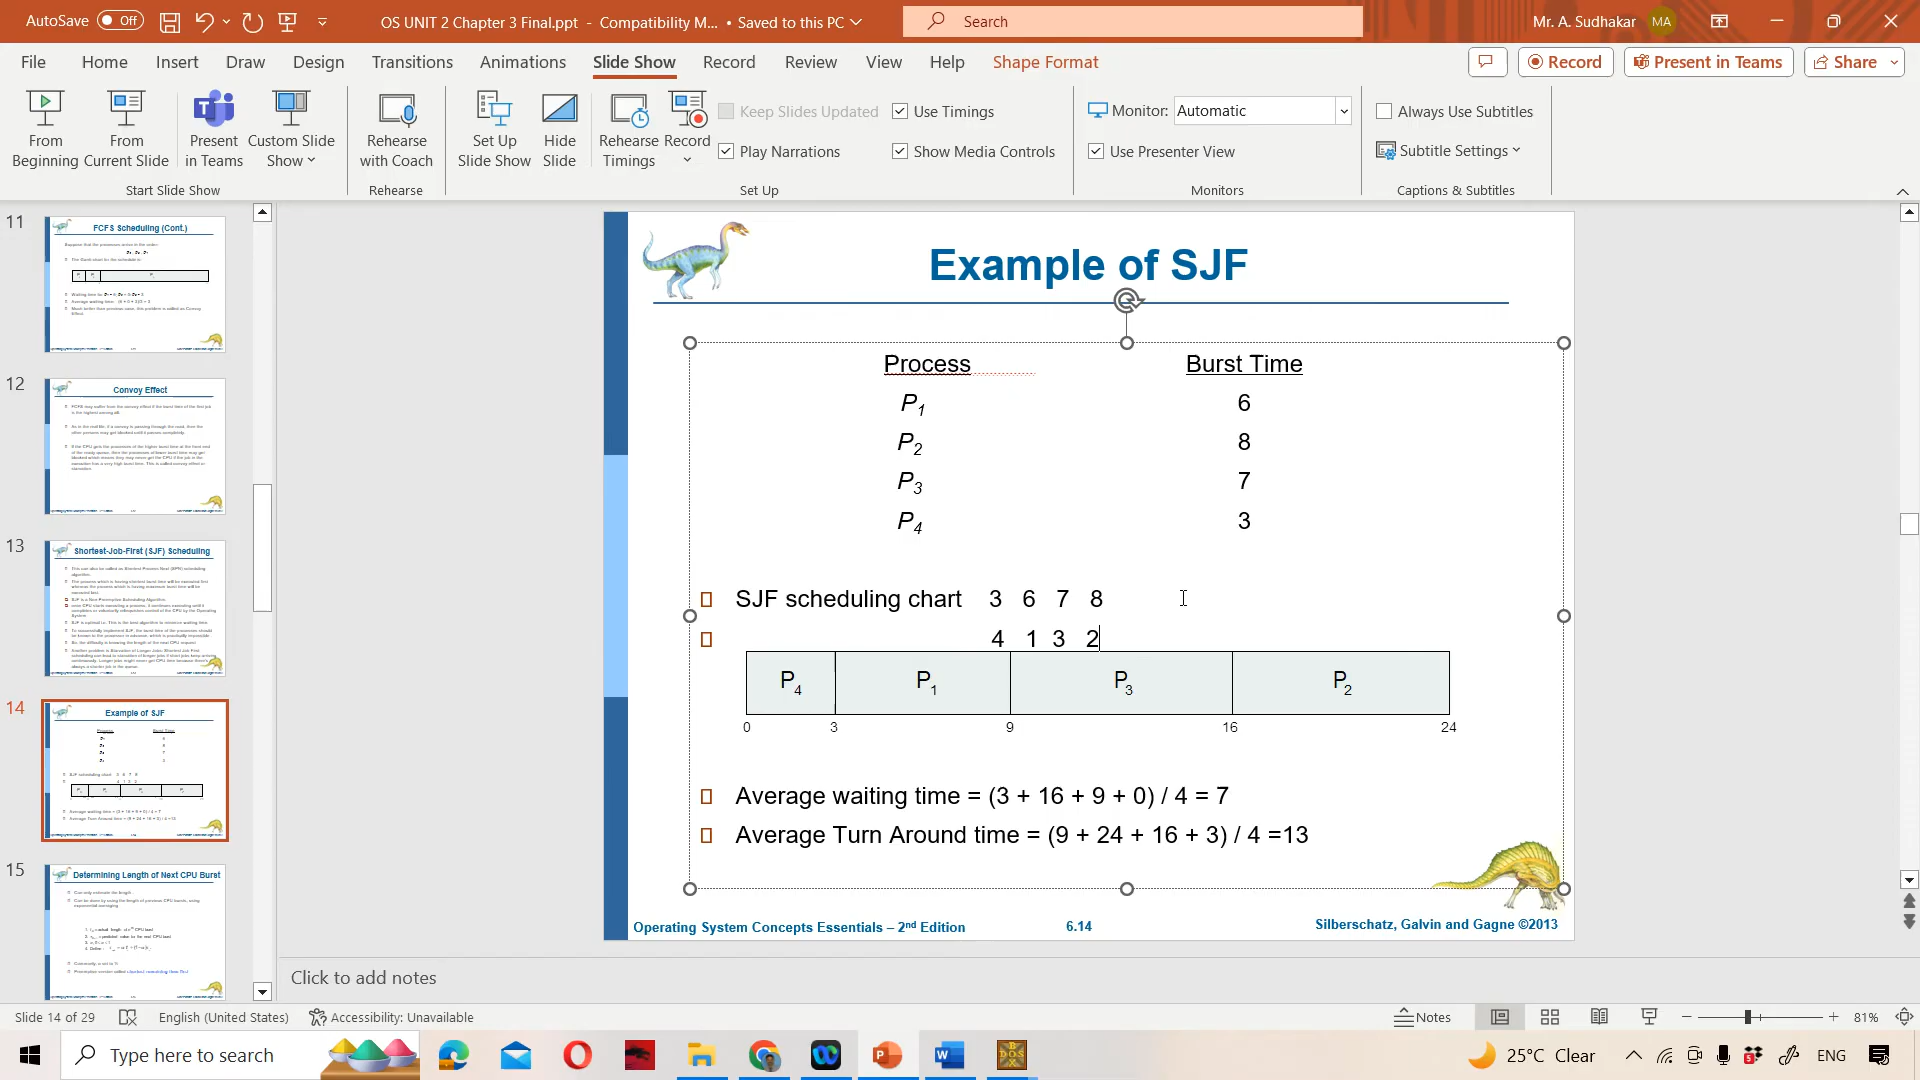 AutoSave Off
OS UNIT 2 Chapter 3 Final.ppt - Compatibility M... • Saved to this PC
Search
Mr. A. Sudhakar MA
File Home Insert Draw Design Transitions Animations Slide Show Record Review View Help Shape Format
Record Present in Teams Share
From Beginning
From Current Slide
Present in Teams
Custom Slide Show
Rehearse with Coach
Set Up Slide Show
Hide Slide
Rehearse Timings
Record
Keep Slides Updated
Play Narrations
Use Timings
Show Media Controls
Monitor: Automatic
Use Presenter View
Always Use Subtitles
Subtitle Settings
Start Slide Show Rehearse Set Up Monitors Captions & Subtitles
11
FCFS Scheduling (Cont.)
12
Convoy Effect
13
Shortest-Job-First (SJF) Scheduling
14
Example of SJF
15
Determining Length of Next CPU Burst
Example of SJF
Process Burst Time
P1 6
P2 8
P3 7
P4 3
SJF scheduling chart 3 6 7 8
4 1 3 2
P4 P1 P3 P2
0 3 9 16 24
Average waiting time = (3 + 16 + 9 + 0) / 4 = 7
Average Turn Around time = (9 + 24 + 16 + 3) / 4 =13
Operating System Concepts Essentials – 2nd Edition 6.14 Silberschatz, Galvin and Gagne ©2013
Click to add notes
Slide 14 of 29 English (United States) Accessibility: Unavailable Notes 81%
Type here to search
25°C Clear ENG